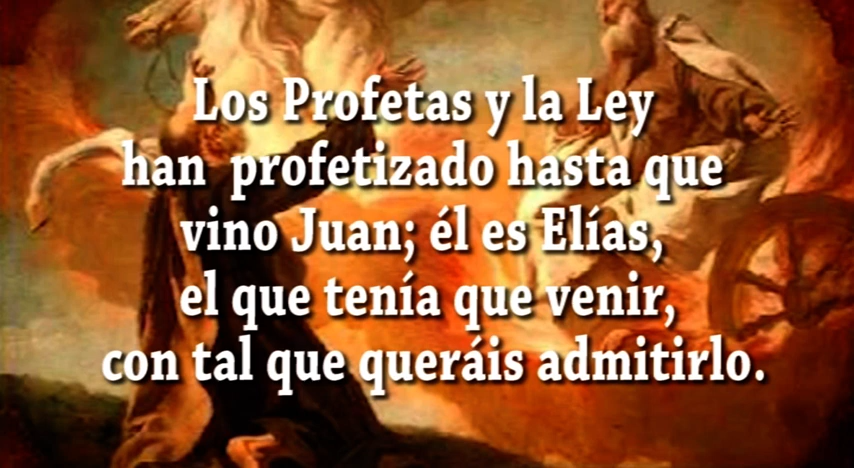 Los Profetas y la Ley
han profetizado hasta que
vino Juan; él es Elías,
el que tenía que venir,
con tal que queráis admitirlo.